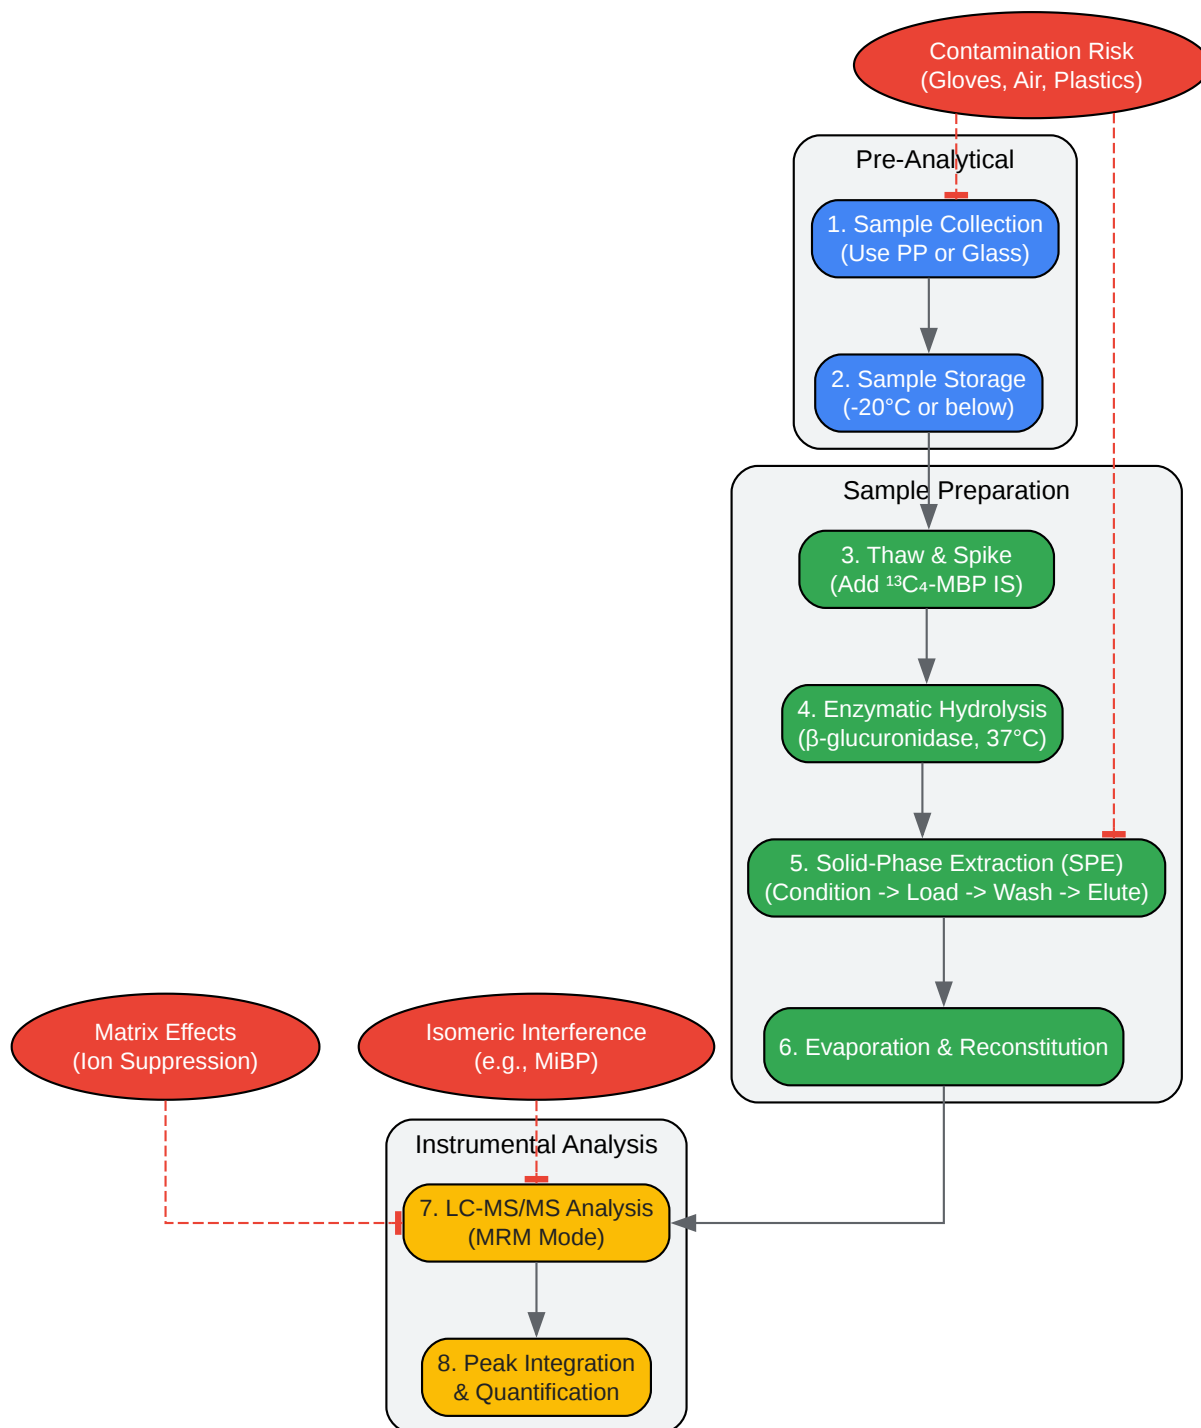 Contamination Risk
(Gloves, Air, Plastics)
Pre-Analytical
1. Sample Collection
(Use PP or Glass)
2. Sample Storage
(-20°C or below)
Sample Preparation
3. Thaw & Spike
(Add ¹³C₄-MBP IS)
4. Enzymatic Hydrolysis
(β-glucuronidase, 37°C)
5. Solid-Phase Extraction (SPE)
(Condition -> Load -> Wash -> Elute)
6. Evaporation & Reconstitution
Matrix Effects
(Ion Suppression)
Isomeric Interference
(e.g., MiBP)
Instrumental Analysis
7. LC-MS/MS Analysis
(MRM Mode)
8. Peak Integration
& Quantification